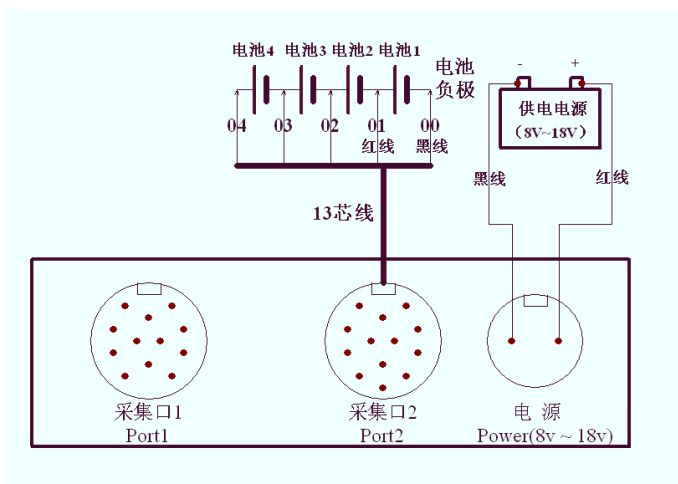 电池4 电池3 电池2 电池1
电池
负极
- +
供电电源
(8V~18V)
04 03 02 01 00
红线 黑线
黑线 红线
13芯线
采集口1 采集口2 电 源
Port1 Port2 Power(8v ~ 18v)